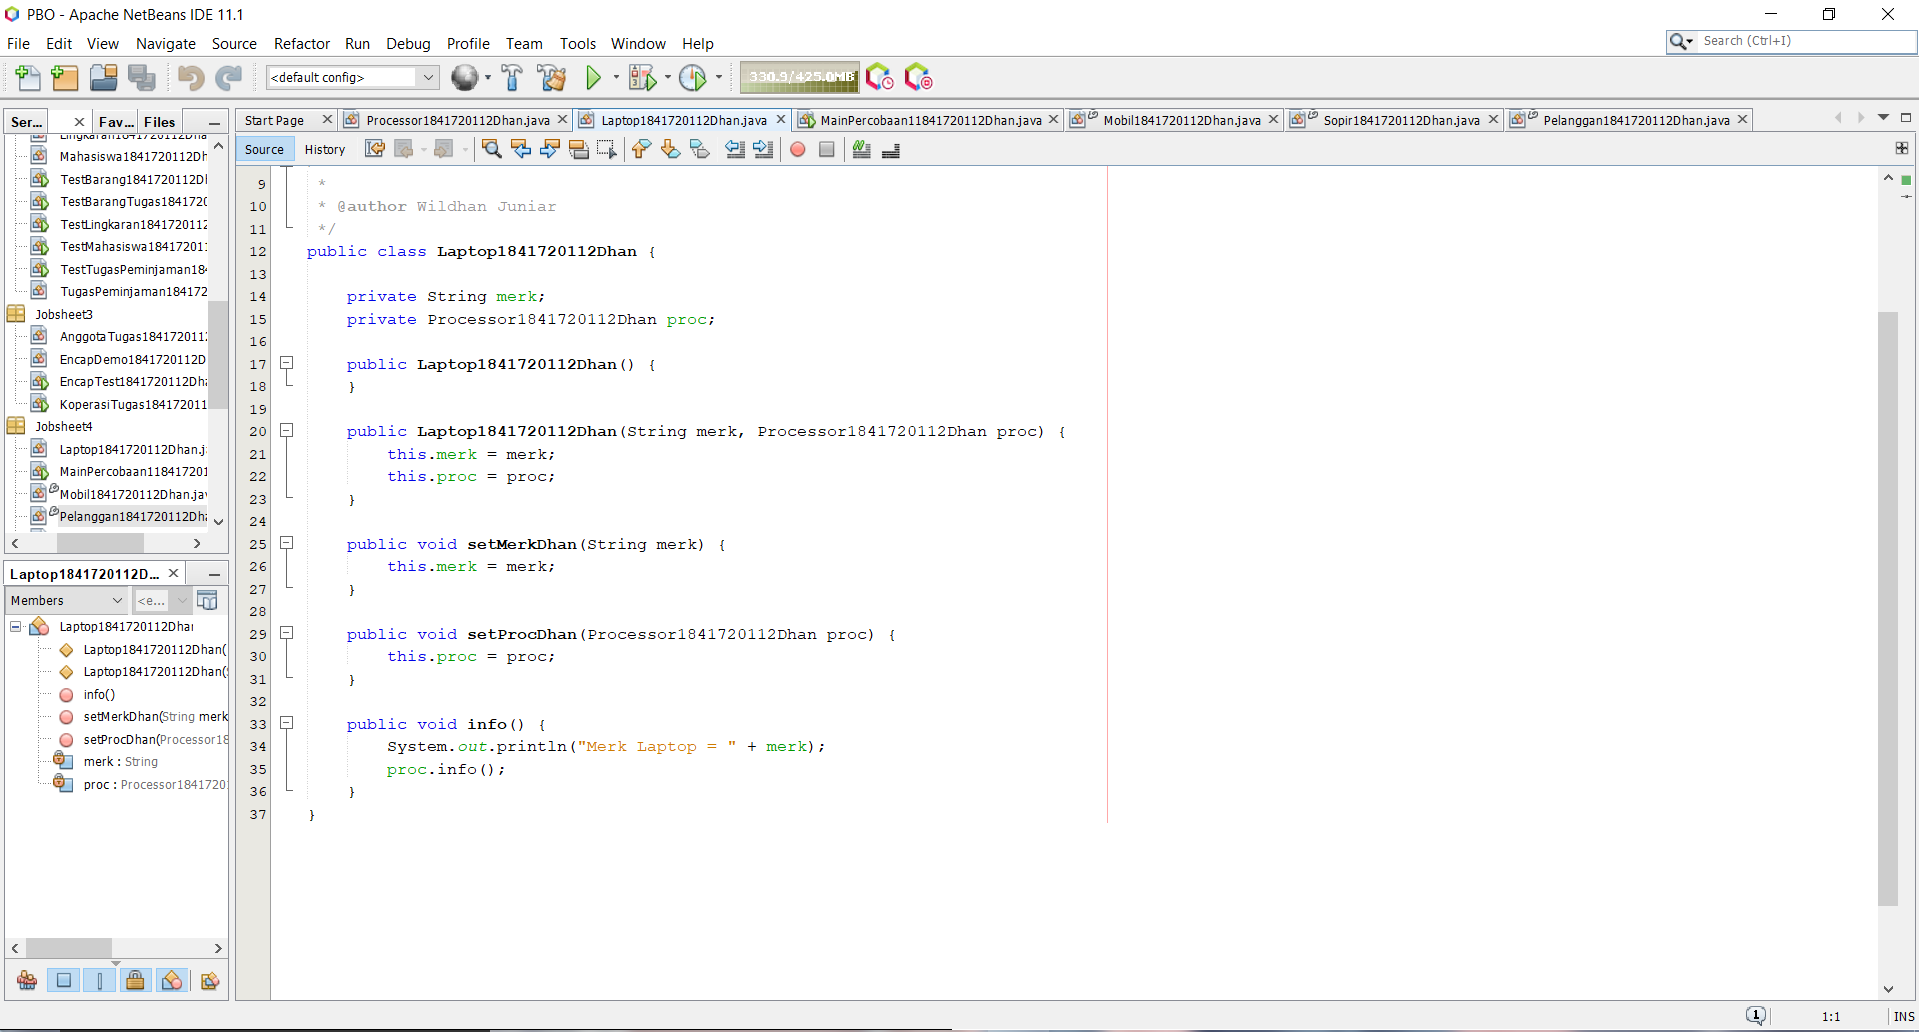 PBO - Apache NetBeans IDE 11.1
File Edit View Navigate Source Refactor Run Debug Profile Team Tools Window Help
Search (Ctrl+I)
<default config>
330.9/425.0MB
Ser...
Fav...
Files
Start Page
Processor1841720112Dhan.java
Laptop1841720112Dhan.java
MainPercobaan11841720112Dhan.java
Mobil1841720112Dhan.java
Sopir1841720112Dhan.java
Pelanggan1841720112Dhan.java
Source
History
Mahasiswa1841720112Dh
TestBarang1841720112Dh
TestBarangTugas184172C
TestLingkaran1841720112
TestMahasiswa184172011
TestTugasPeminjaman184
TugasPeminjaman184172
Jobsheet3
AnggotaTugas184172011
EncapDemo1841720112D
EncapTest1841720112Dh
KoperasiTugas184172011
Jobsheet4
Laptop1841720112Dhan.j
MainPercobaan118417201
Mobil1841720112Dhan.jav
Pelanggan1841720112Dh
Laptop1841720112D...
Members
<e...
Laptop1841720112Dhan
Laptop1841720112Dhan(
Laptop1841720112Dhan(S
info()
setMerkDhan(String merk
setProcDhan(Processor18
merk : String
proc : Processor1841720
9 *
10 * @author Wildhan Juniar
11 */
12 public class Laptop1841720112Dhan {
13
14 private String merk;
15 private Processor1841720112Dhan proc;
16
17 public Laptop1841720112Dhan() {
18 }
19
20 public Laptop1841720112Dhan(String merk, Processor1841720112Dhan proc) {
21 this.merk = merk;
22 this.proc = proc;
23 }
24
25 public void setMerkDhan(String merk) {
26 this.merk = merk;
27 }
28
29 public void setProcDhan(Processor1841720112Dhan proc) {
30 this.proc = proc;
31 }
32
33 public void info() {
34 System.out.println("Merk Laptop = " + merk);
35 proc.info();
36 }
37 }
1
1:1
INS